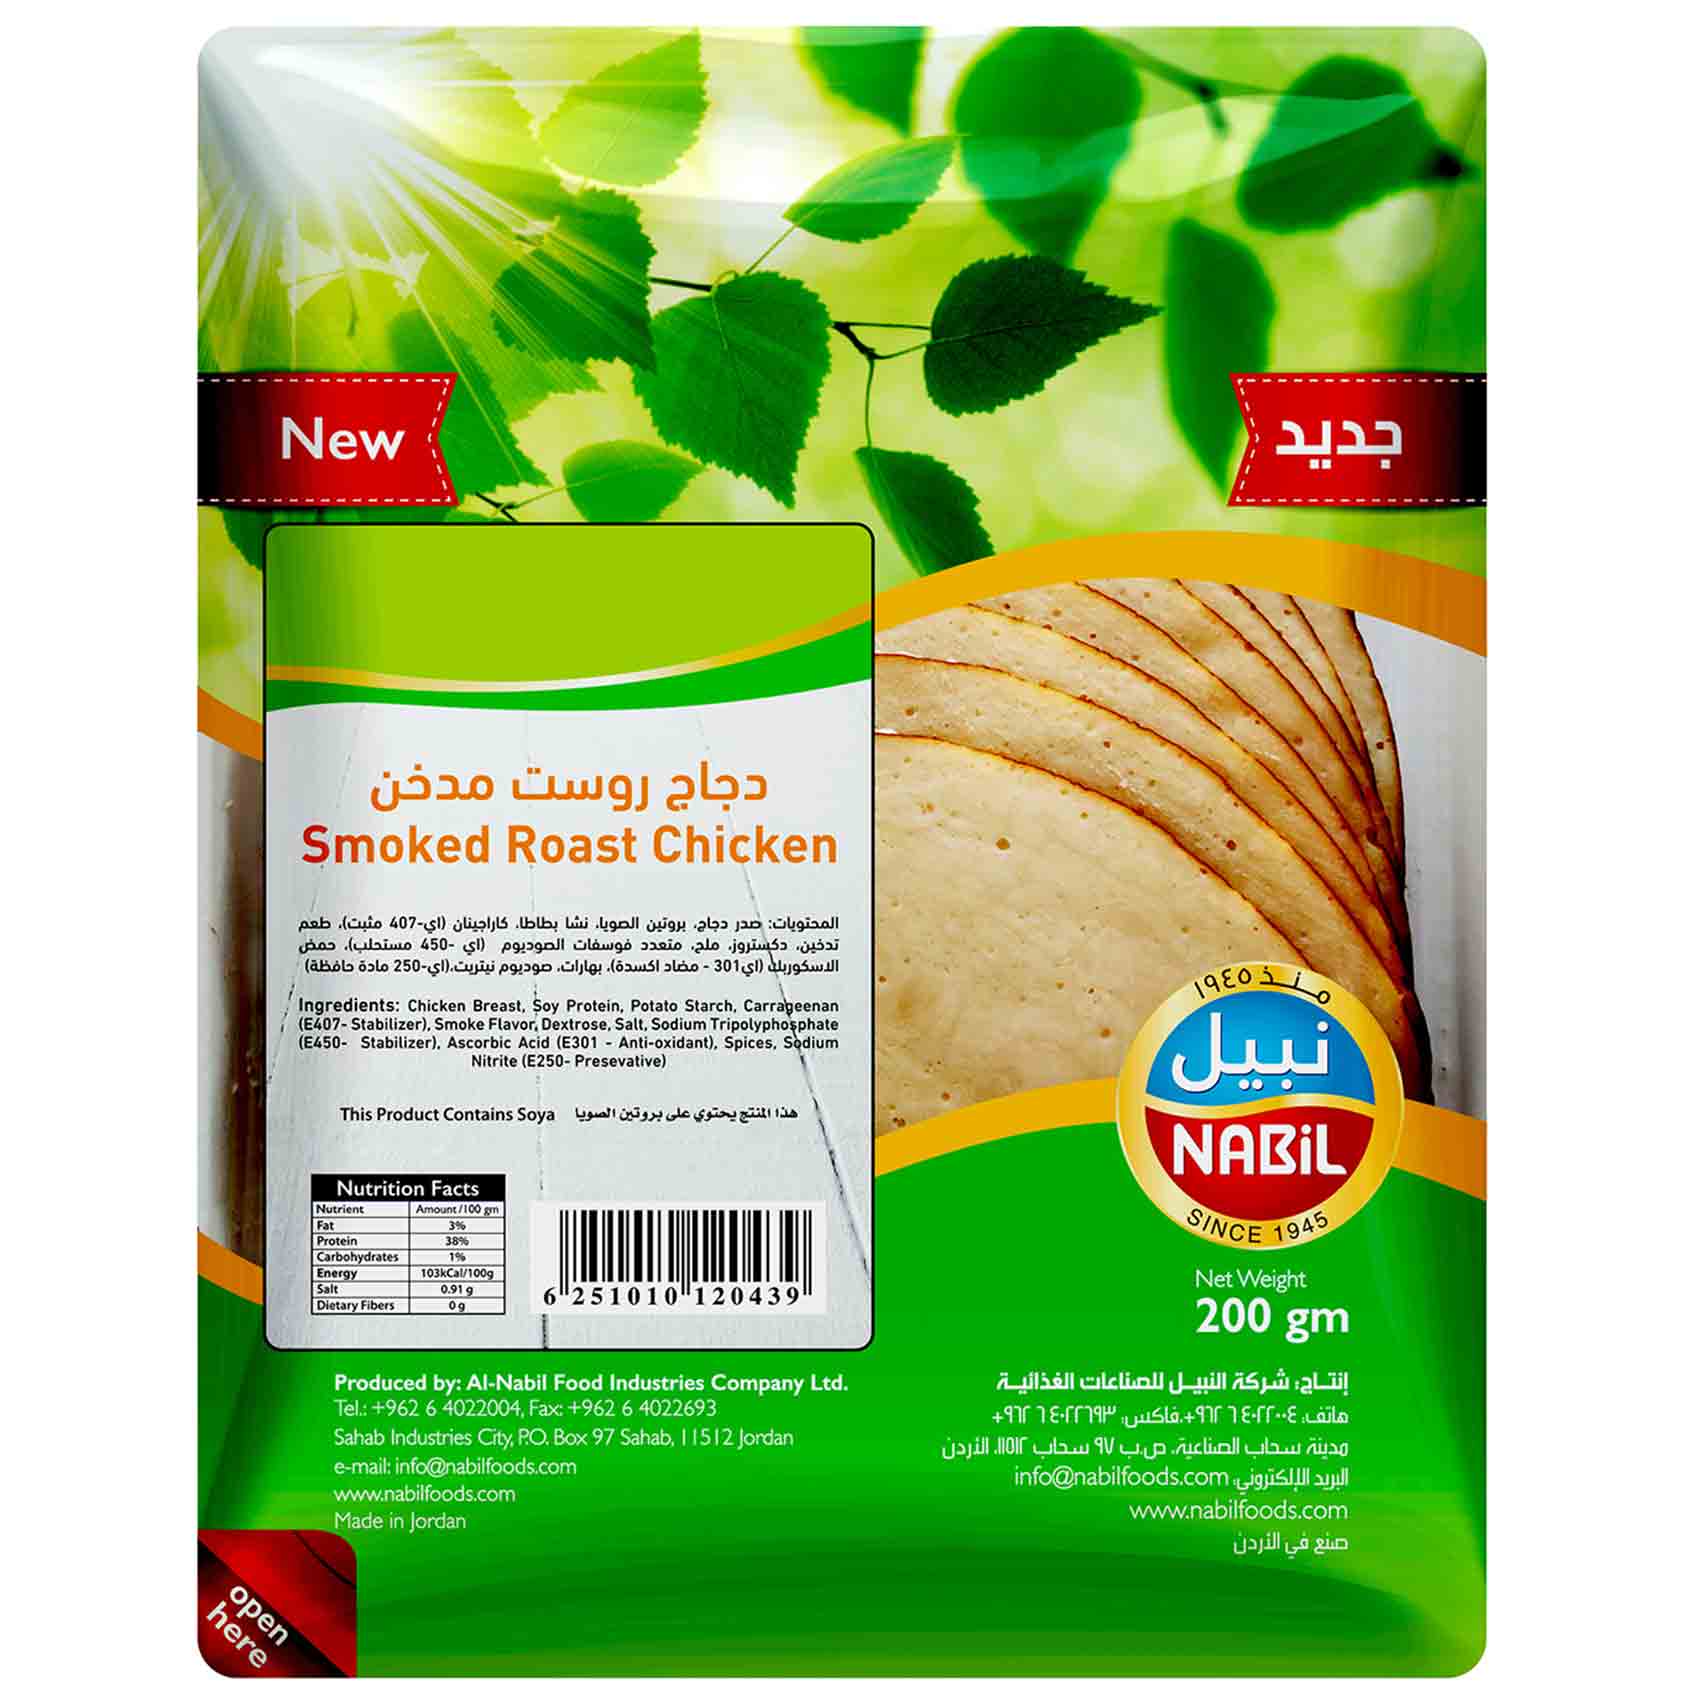 New
جديد
دجاج روست مدخن
Smoked Roast Chicken
المحتويات: صدر دجاج، بروتين الصويا، نشا بطاطا، كاراجينان (اي-407 مثبت)، طعم
تدخين، دكستروز، ملح، متعدد فوسفات الصوديوم (اي -450 مستحلب)، حمض
الاسكوربك (اي301 - مضاد اكسدة)، بهارات، صوديوم نيتريت،(اي-250 مادة حافظة)
Ingredients: Chicken Breast, Soy Protein, Potato Starch, Carrageenan
(E407- Stabilizer), Smoke Flavor, Dextrose, Salt, Sodium Tripolyphosphate
(E450- Stabilizer), Ascorbic Acid (E301 - Anti-oxidant), Spices, Sodium
Nitrite (E250- Presevative)
This Product Contains Soya هذا المنتج يحتوي على بروتين الصويا
Nutrition Facts
Nutrient Amount/100 gm
Fat 3%
Protein 38%
Carbohydrates 1%
Energy 103kCal/100g
Salt 0.91 g
Dietary Fibers 0 g
6 251010 120439
منذ ١٩٤٥
نبيل
NABiL
SINCE 1945
Net Weight
200 gm
Produced by: Al-Nabil Food Industries Company Ltd.
Tel.: +962 6 4022004, Fax: +962 6 4022693
Sahab Industries City, P.O. Box 97 Sahab, 11512 Jordan
e-mail: info@nabilfoods.com
www.nabilfoods.com
Made in Jordan
إنتاج: شركة النبيل للصناعات الغذائية
هاتف: ٤٠٢٢٠٠٤ ٦ ٩٦٢+،فاكس: ٤٠٢٢٦٩٣ ٦ ٩٦٢+
مدينة سحاب الصناعية، ص.ب ٩٧ سحاب ١١٥١٢، الأردن
البريد الإلكتروني: info@nabilfoods.com
www.nabilfoods.com
صنع في الأردن
open
here